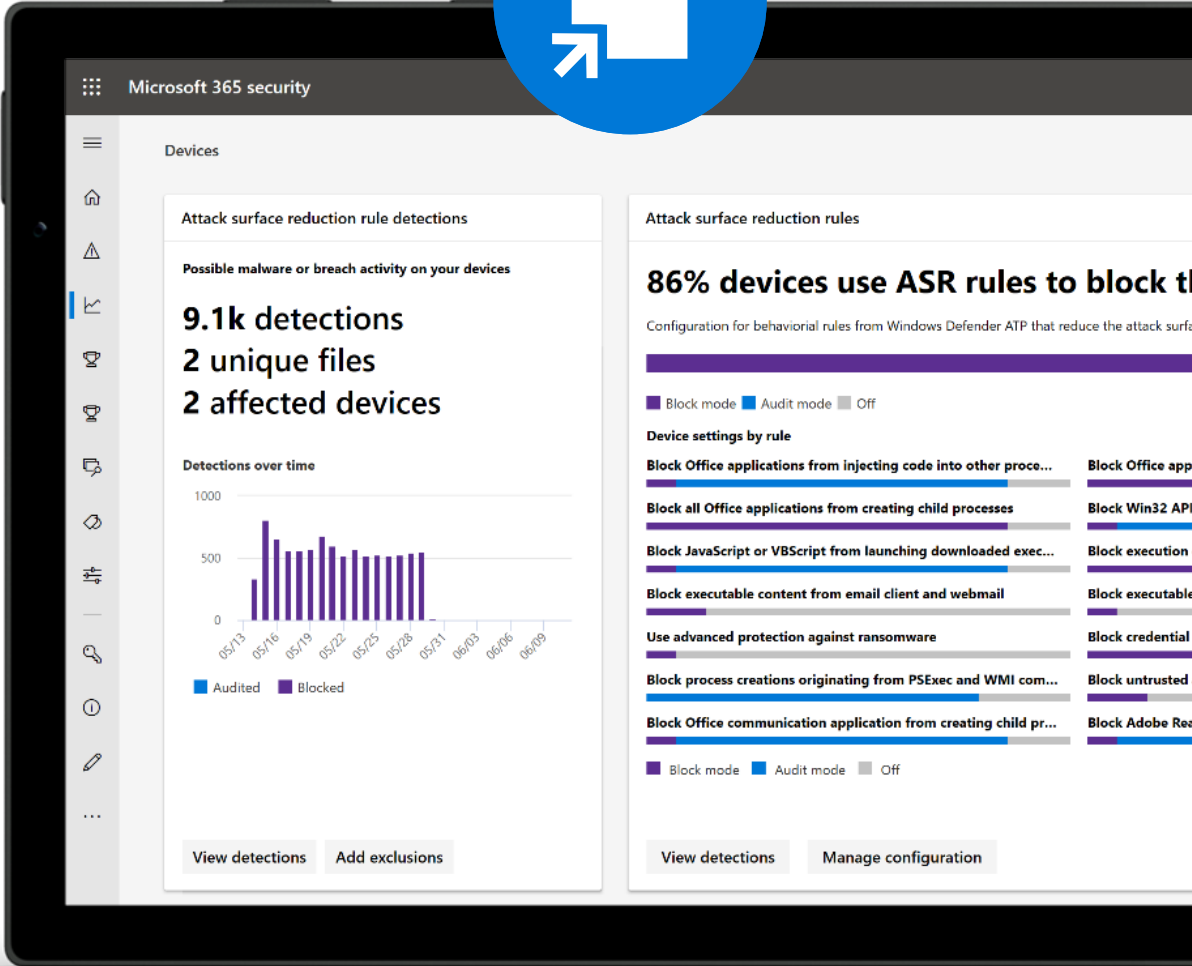 Microsoft 365 security
Devices
Attack surface reduction rule detections
Possible malware or breach activity on your devices
9.1k detections
2 unique files
2 affected devices
Detections over time
1000
500
0
05/13
05/16
05/19
05/22
05/25
05/28
05/31
06/03
06/06
06/09
Audited
Blocked
View detections
Add exclusions
Attack surface reduction rules
86% devices use ASR rules to block
Configuration for behaviorial rules from Windows Defender ATP that reduce the attack
Block mode
Audit mode
Off
Device settings by rule
Block Office applications from injecting code into other proce...
Block all Office applications from creating child processes
Block JavaScript or VBScript from launching downloaded exec...
Block executable content from email client and webmail
Use advanced protection against ransomware
Block process creations originating from PSExec and WMI com...
Block Office communication application from creating child pr...
Block Office app
Block Win32 API
Block execution
Block executable
Block credential
Block untrusted
Block Adobe Rea
Block mode
Audit mode
Off
View detections
Manage configuration